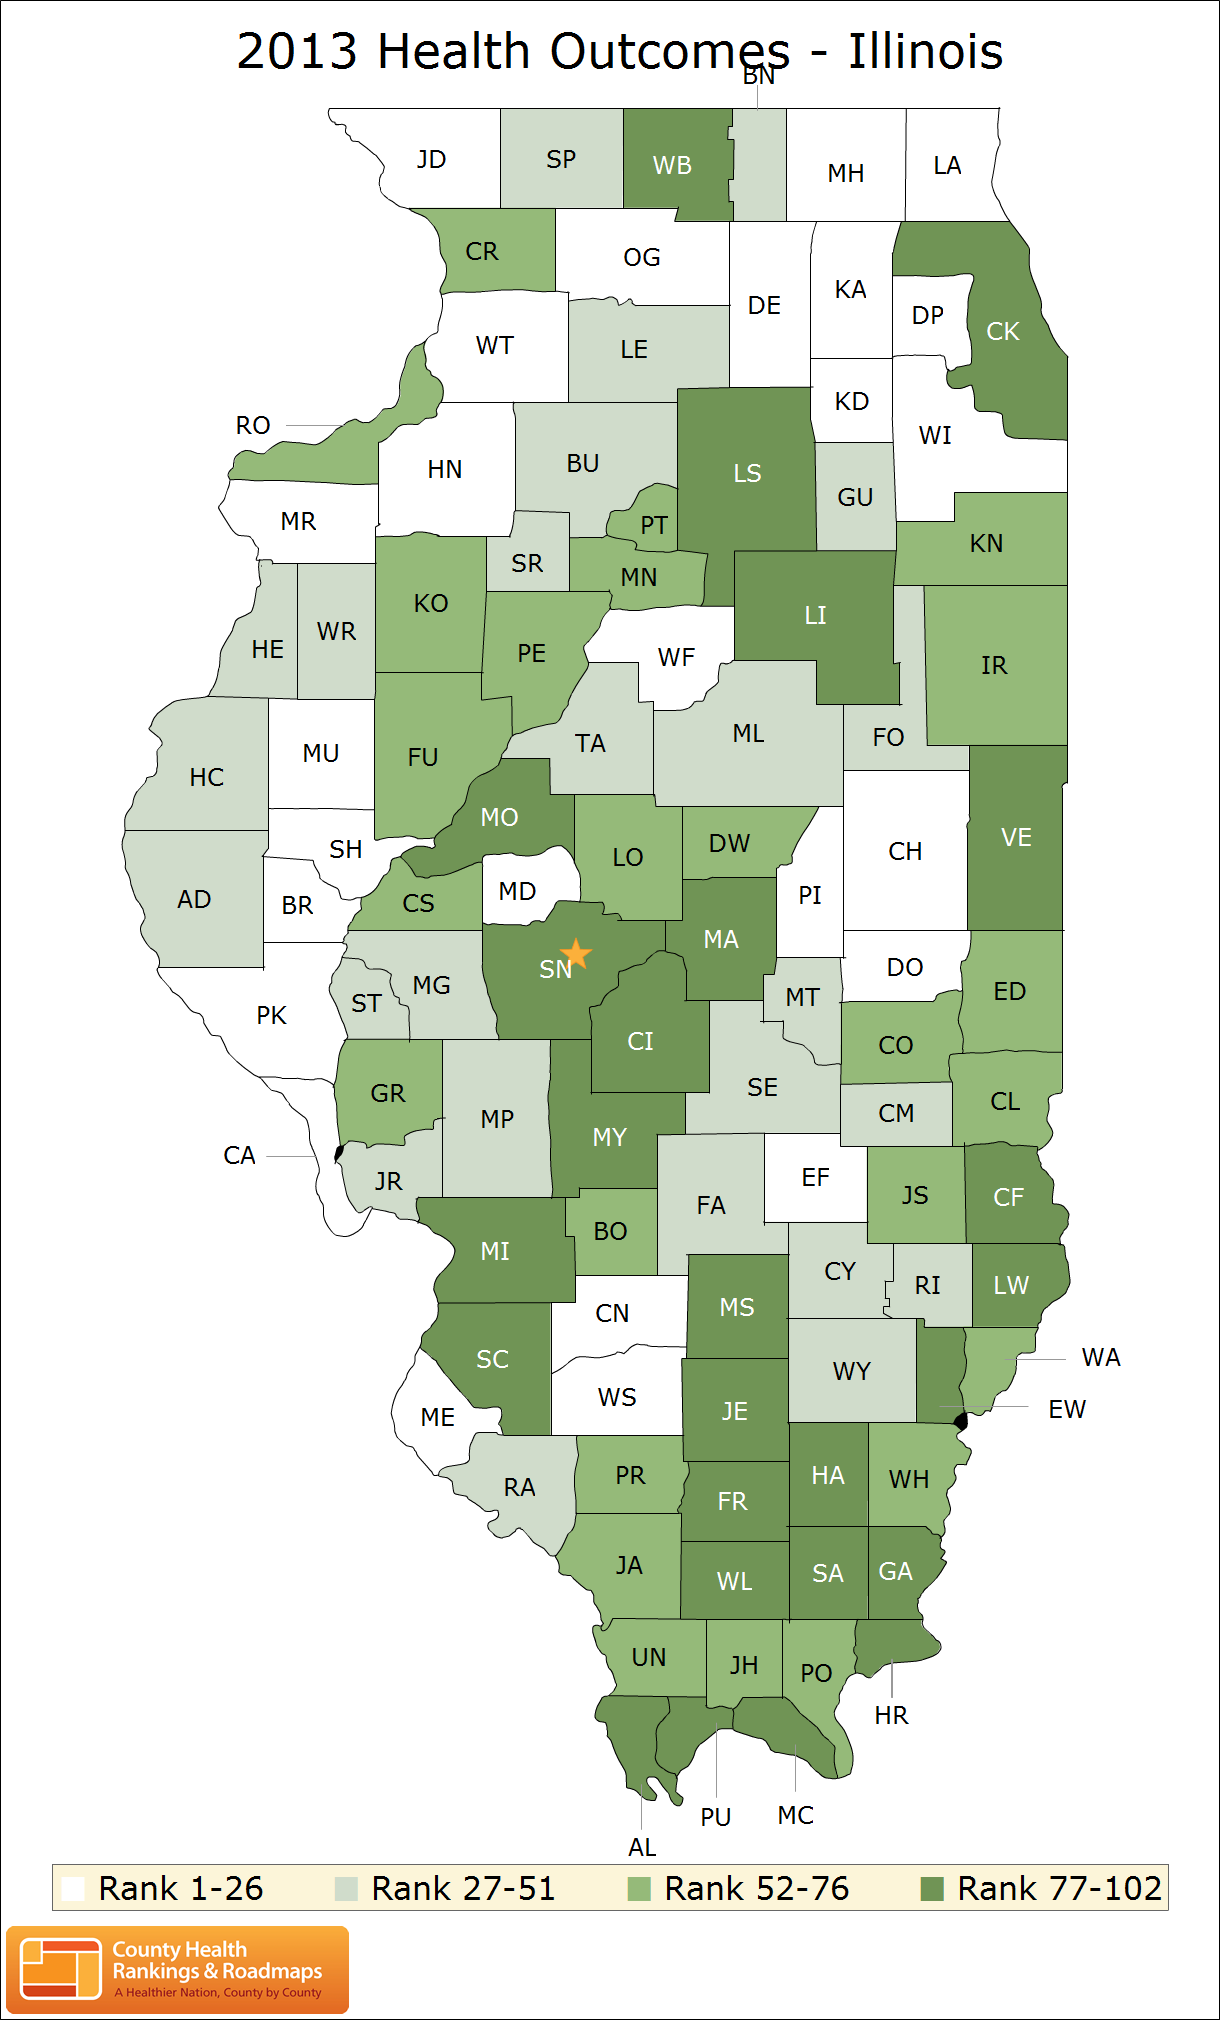 2013 Health Outcomes - Illinois
BN
JD SP WB MH LA
CR OG DE KA DP CK
WT LE KD WI
RO HN BU LS GU
MR SR PT MN KN
HE WR KO PE WF LI IR
HC MU FU TA ML FO
MO SH LO DW CH VE
AD BR CS MD PI
SN MA DO
PK ST MG CI MT ED
GR MP SE CO CL
CA JR MY CM
EF JS CF
MI BO FA CY RI LW
SC CN MS WA
ME WS JE WY EW
RA PR FR HA WH
JA WL SA GA
UN JH PO HR
AL PU MC
Rank 1-26 Rank 27-51 Rank 52-76 Rank 77-102
County Health
Rankings & Roadmaps
A Healthier Nation, County by County